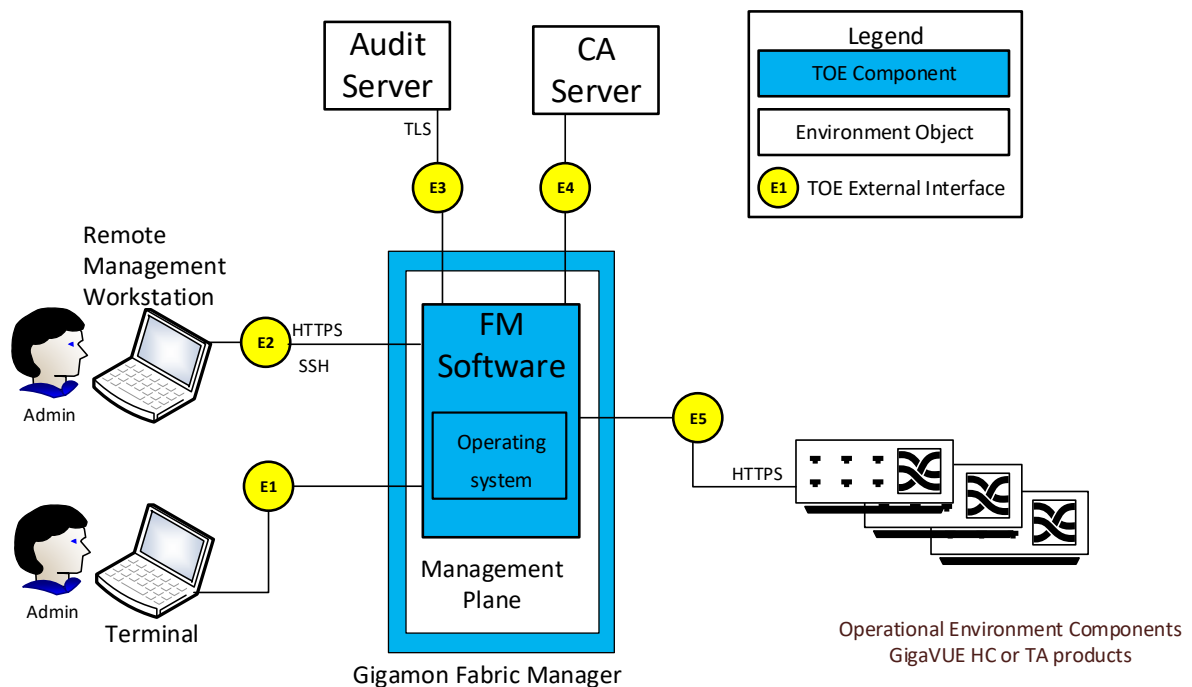 Audit
Server
CA
Server
Legend
TOE Component
Environment Object
E1 TOE External Interface
TLS
E3
E4
Remote
Management
Workstation
E2
HTTPS
SSH
Admin
FM
Software
Operating
system
E5
HTTPS
E1
Admin
Terminal
Management
Plane
Gigamon Fabric Manager
Operational Environment Components
GigaVUE HC or TA products